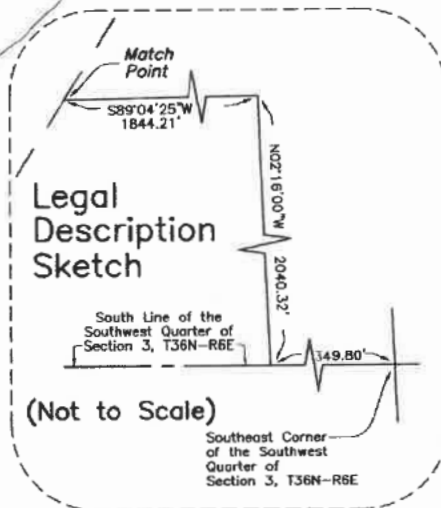 Match
Point
S89°04'25"W
1844.21'
N02°16'00"W
2040.32'
Legal
Description
Sketch
South Line of the
Southwest Quarter of
Section 3, T36N-R6E
349.80'
(Not to Scale)
Southeast Corner
of the Southwest
Quarter of
Section 3, T36N-R6E